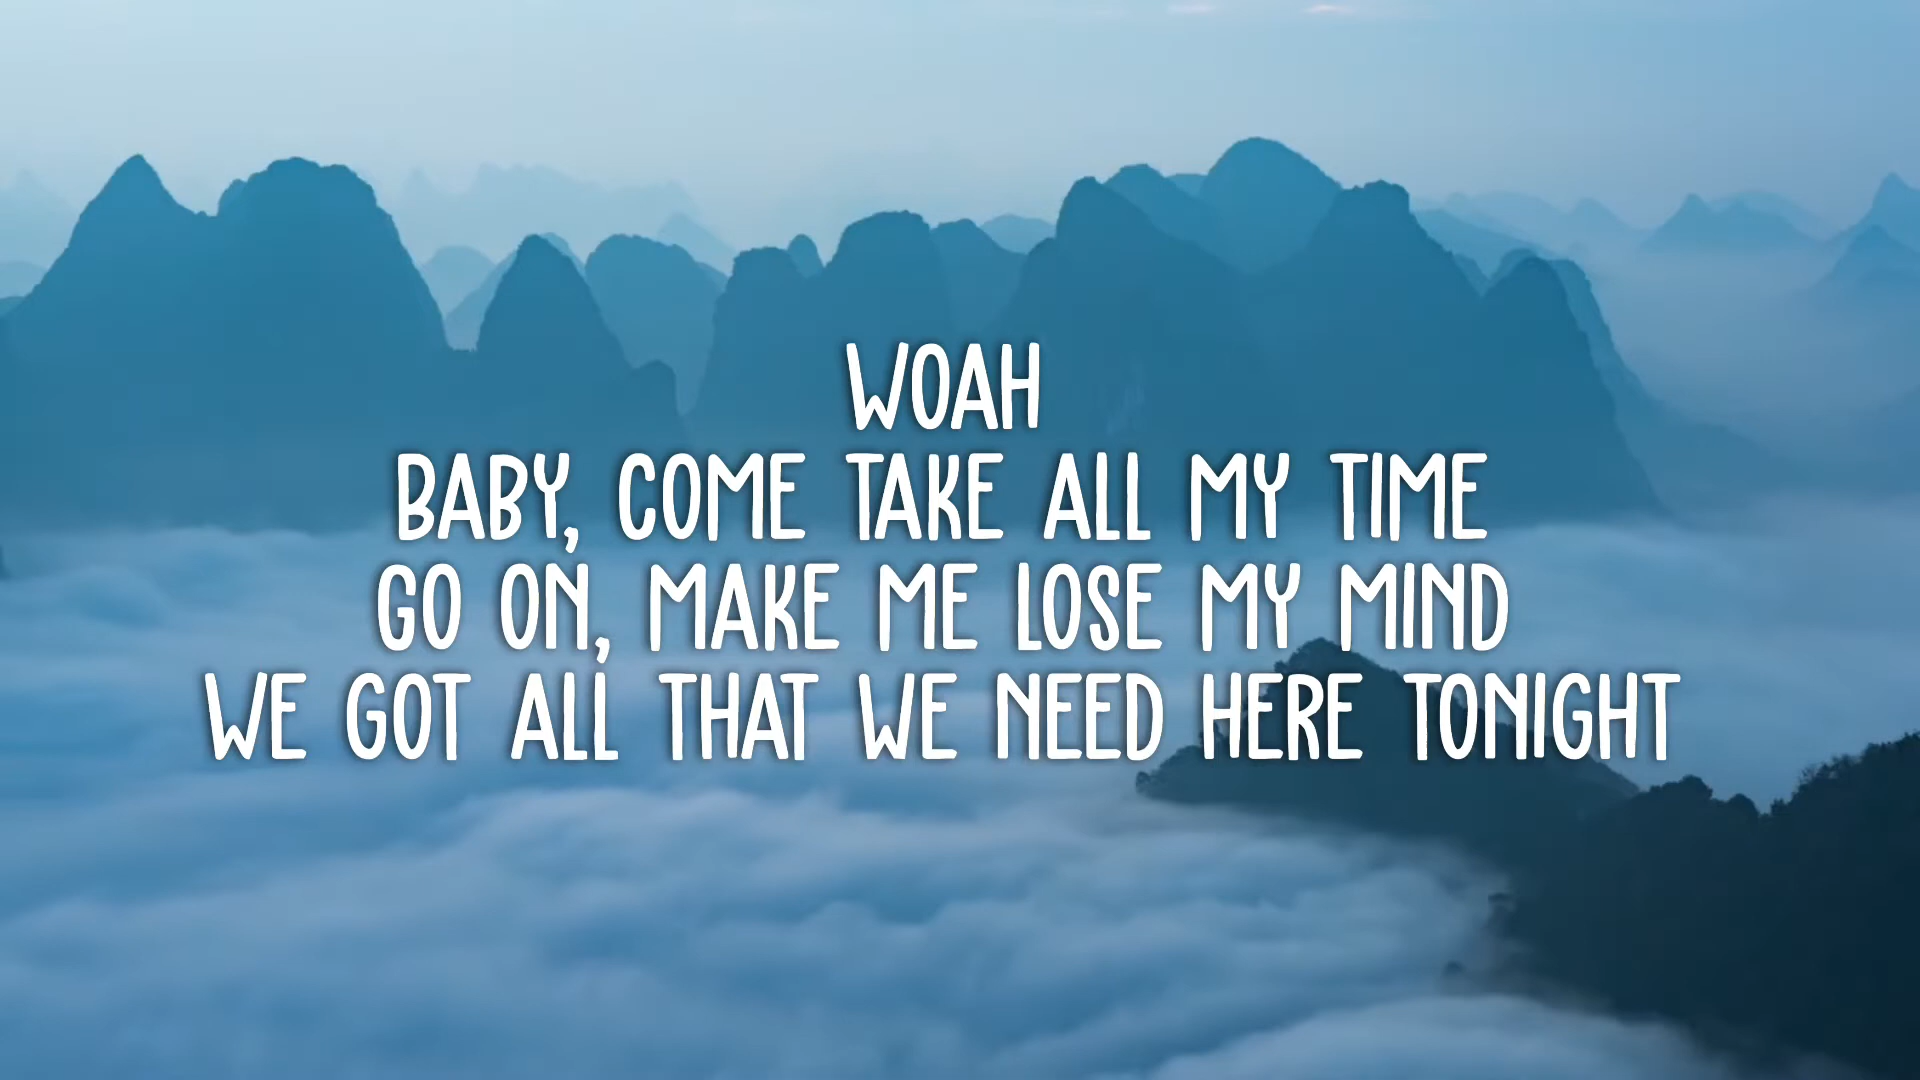 WOAH
BABY, COME TAKE ALL MY TIME
GO ON, MAKE ME LOSE MY MIND
WE GOT ALL THAT WE NEED HERE TONIGHT